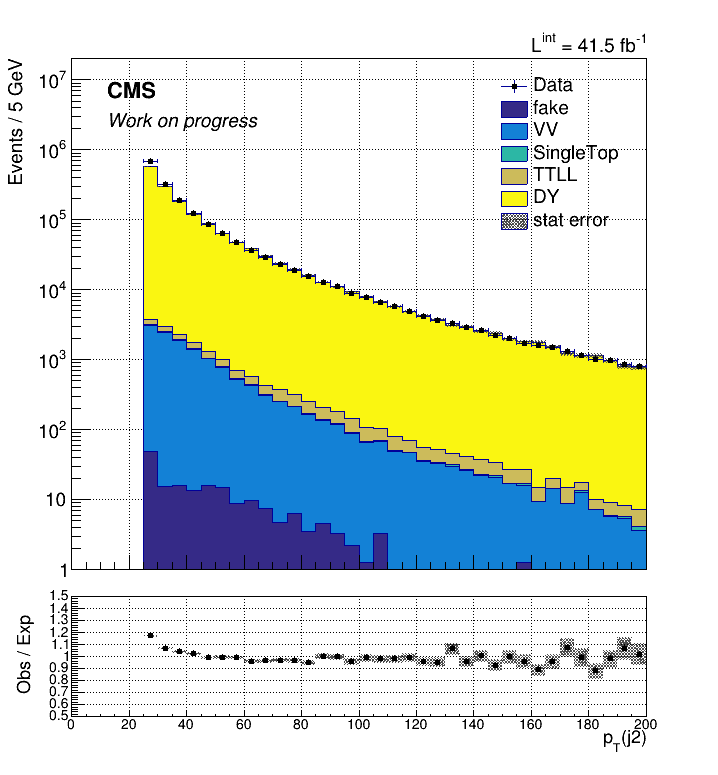 L^int = 41.5 fb^-1
Events / 5 GeV
10^7
10^6
10^5
10^4
10^3
10^2
10
1
CMS
Work on progress
Data
fake
VV
SingleTop
TTLL
DY
stat error
Obs / Exp
1.5
1.4
1.3
1.2
1.1
1
0.9
0.8
0.7
0.6
0.5
0 20 40 60 80 100 120 140 160 180 200
p_T(j2)